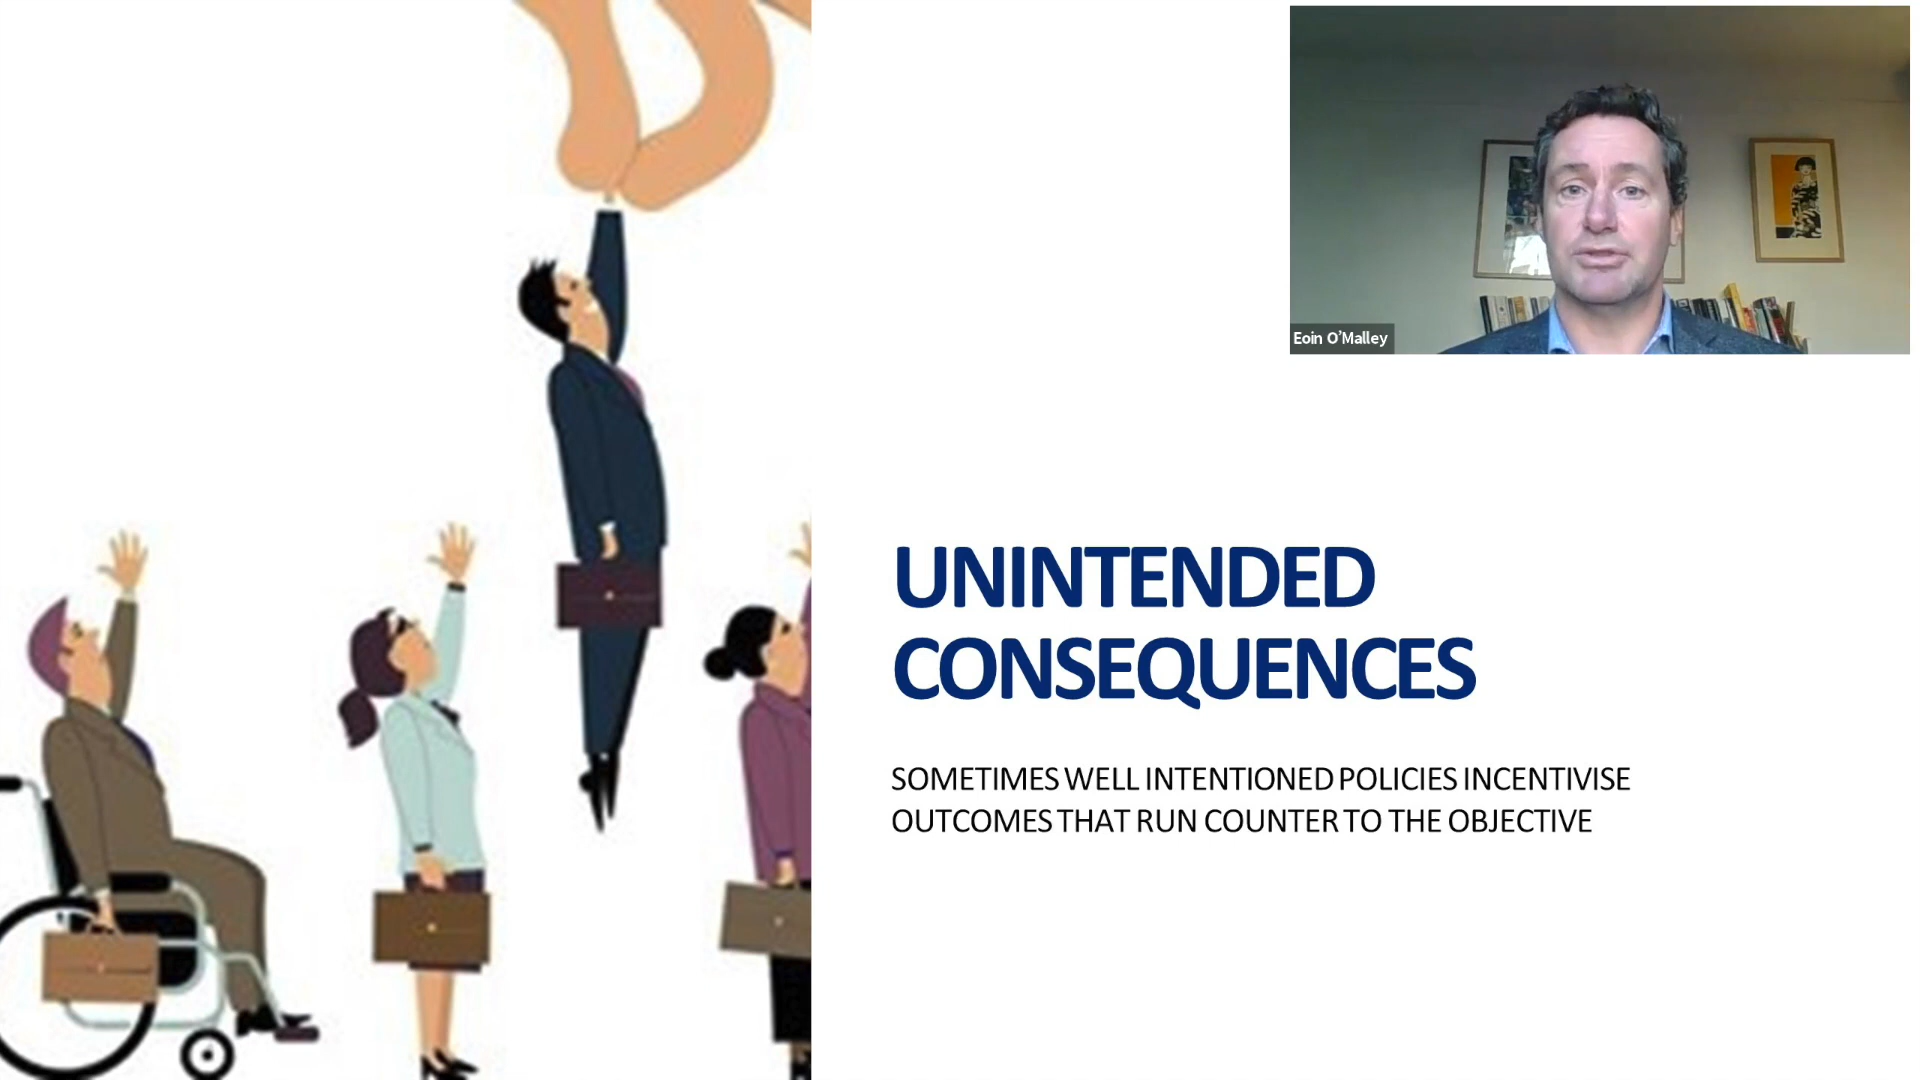 Eoin O'Malley
UNINTENDED
CONSEQUENCES
SOMETIMES WELL INTENTIONED POLICIES INCENTIVISE
OUTCOMES THAT RUN COUNTER TO THE OBJECTIVE